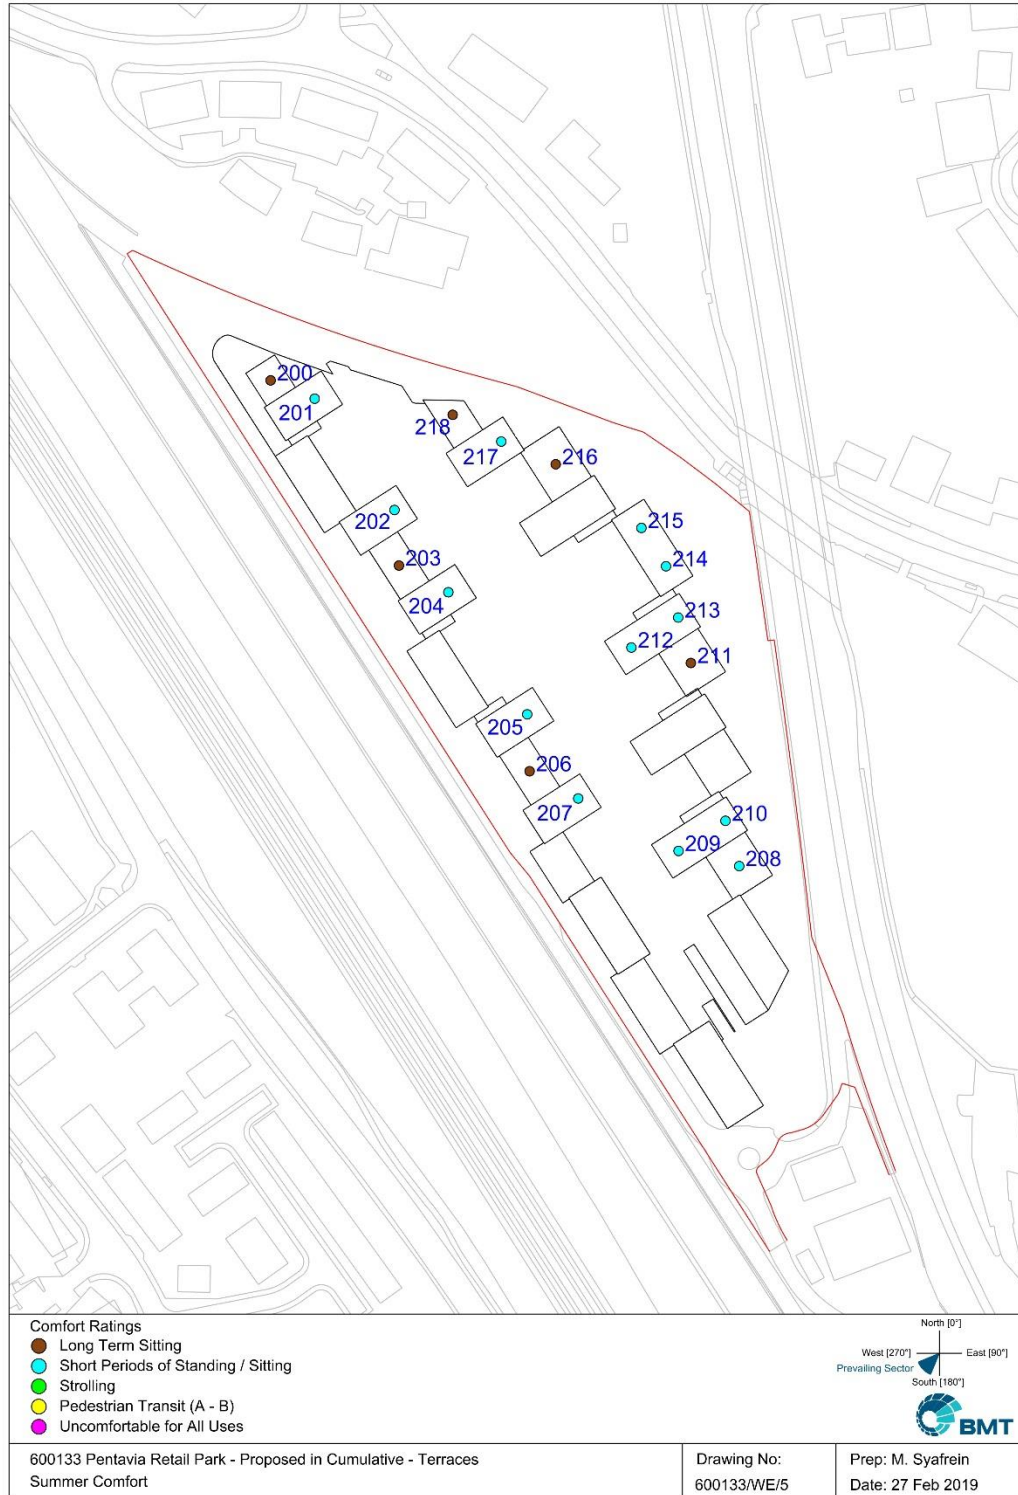 200
201
218
217
216
202
215
203
214
204
213
212
211
205
206
207
210
209
208
Comfort Ratings
Long Term Sitting
Short Periods of Standing / Sitting
Strolling
Pedestrian Transit (A - B)
Uncomfortable for All Uses
North [0°]
West [270°]
East [90°]
Prevailing Sector
South [180°]
BMT
600133 Pentavia Retail Park - Proposed in Cumulative - Terraces
Summer Comfort
Drawing No:
600133/WE/5
Prep: M. Syafrein
Date: 27 Feb 2019